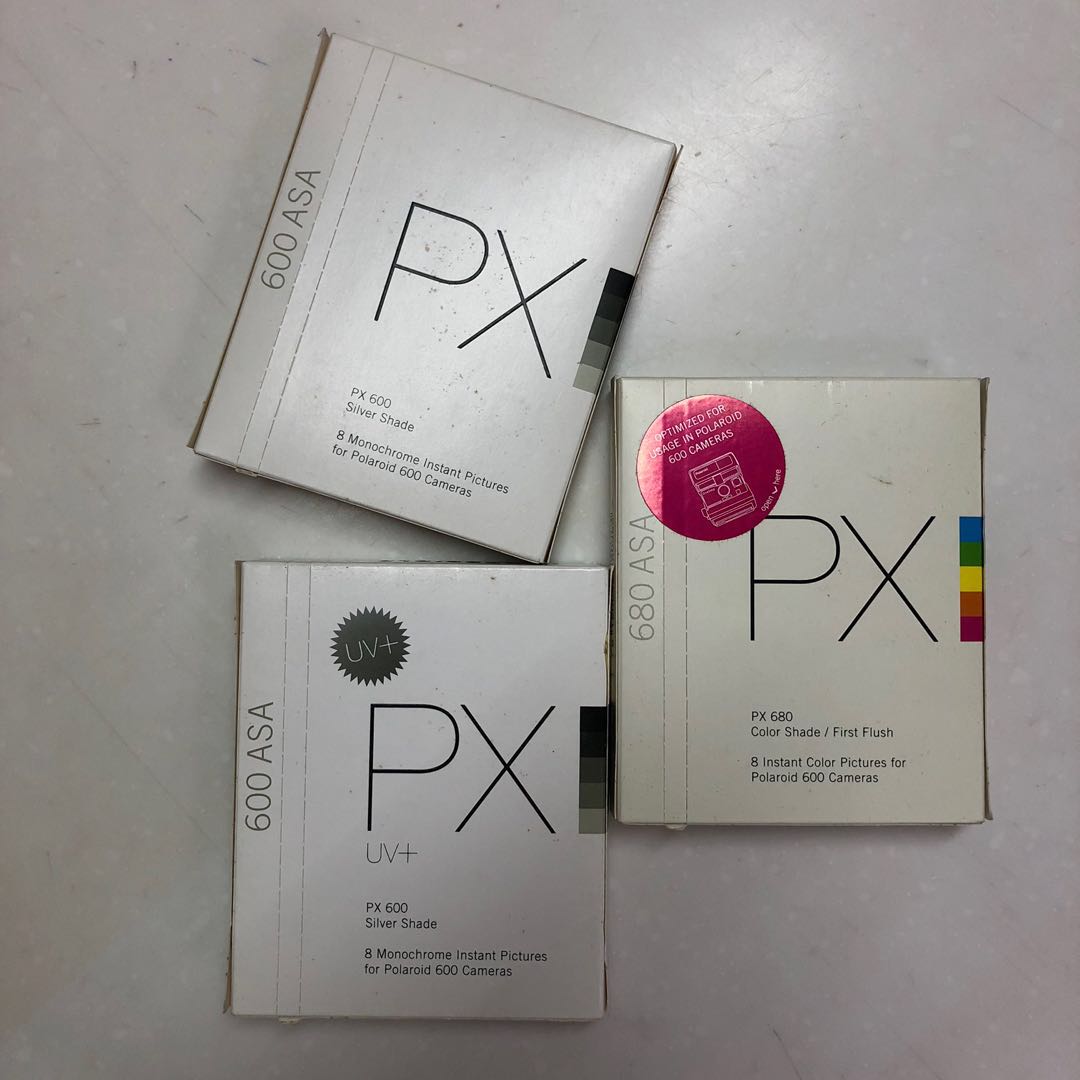 600 ASA
PX
PX 600
Silver Shade
8 Monochrome Instant Pictures
for Polaroid 600 Cameras
OPTIMIZED FOR
USAGE IN POLAROID
600 CAMERAS
Polaroid
open here
680 ASA
PX
PX 680
Color Shade / First Flush
8 Instant Color Pictures for
Polaroid 600 Cameras
UV+
600 ASA
PX
UV+
PX 600
Silver Shade
8 Monochrome Instant Pictures
for Polaroid 600 Cameras